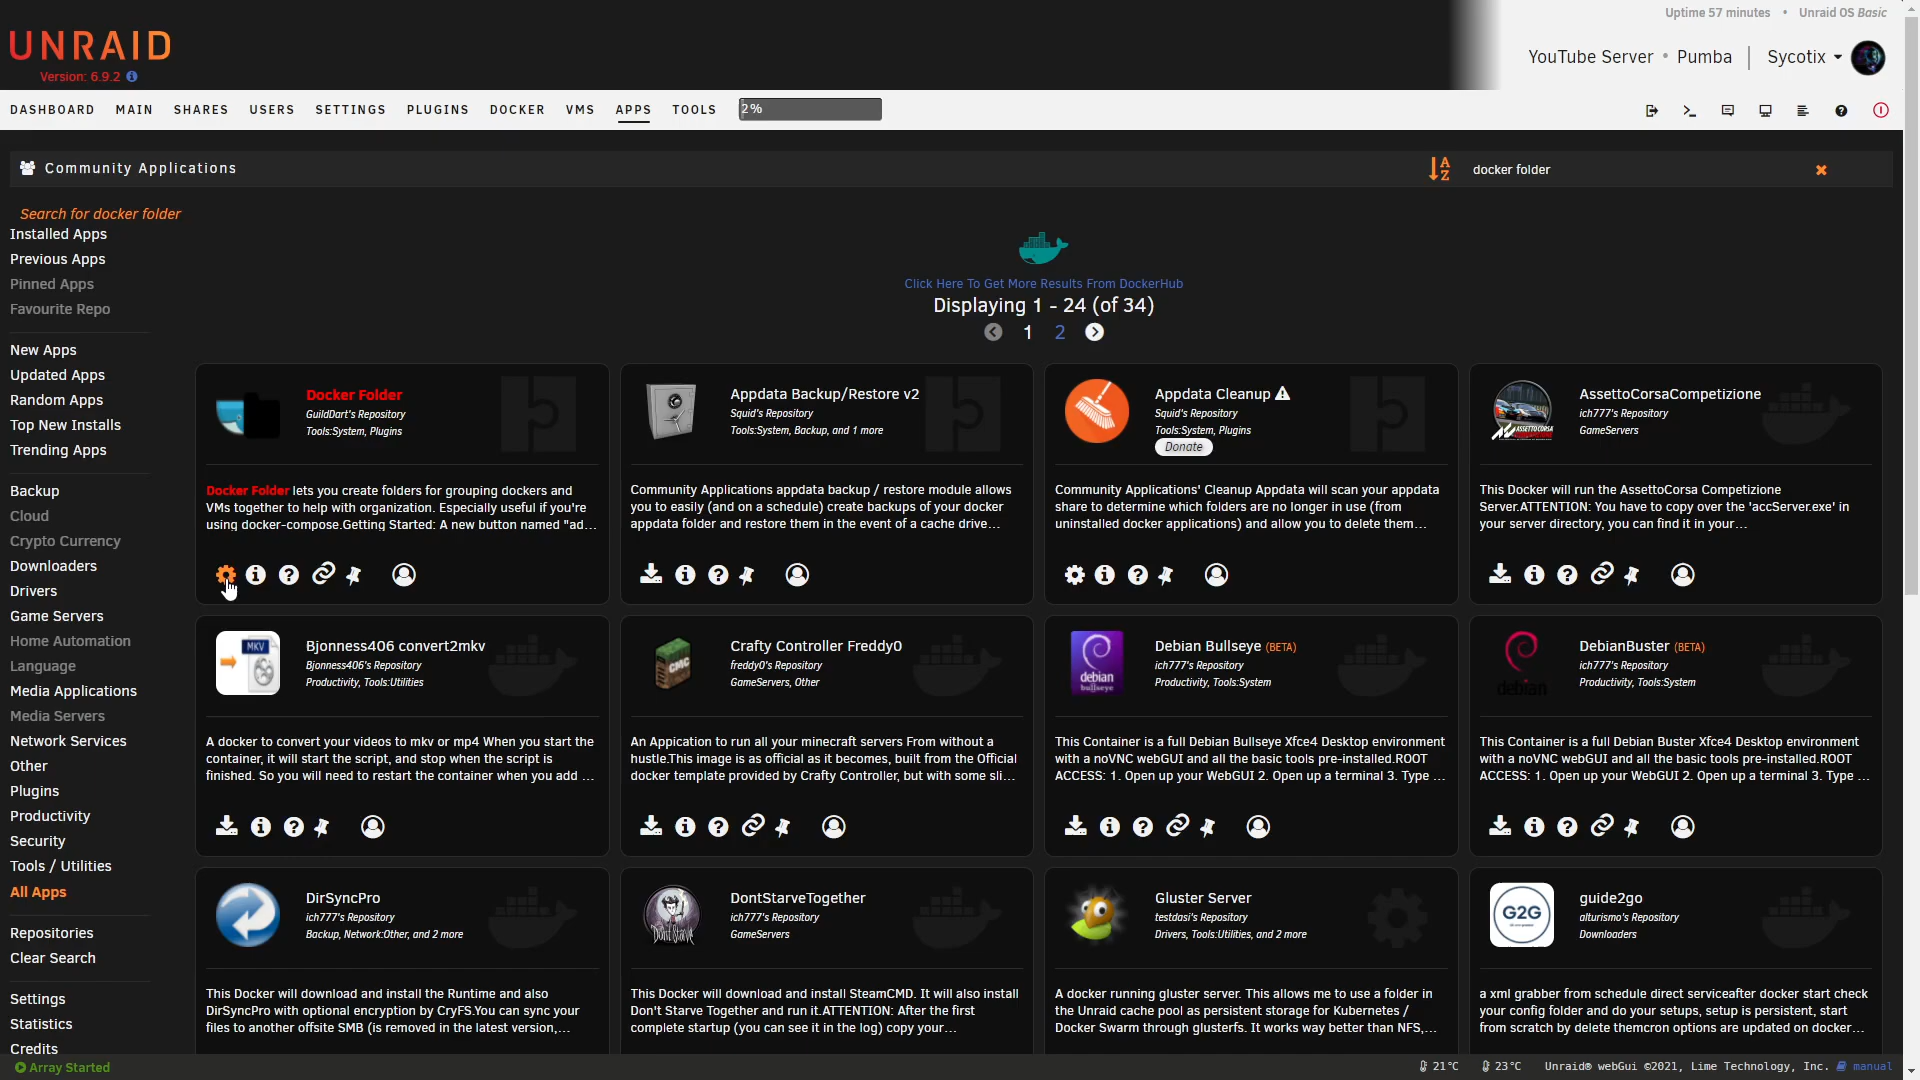 Uptime 57 minutes • Unraid OS Basic
UNRAID
Version: 6.9.2
YouTube Server • Pumba | Sycotix
DASHBOARD MAIN SHARES USERS SETTINGS PLUGINS DOCKER VMS APPS TOOLS 2%
Community Applications
docker folder
Search for docker folder
Installed Apps
Previous Apps
Pinned Apps
Favourite Repo
New Apps
Updated Apps
Random Apps
Top New Installs
Trending Apps
Backup
Cloud
Crypto Currency
Downloaders
Drivers
Game Servers
Home Automation
Language
Media Applications
Media Servers
Network Services
Other
Plugins
Productivity
Security
Tools / Utilities
All Apps
Repositories
Clear Search
Settings
Statistics
Credits
Click Here To Get More Results From DockerHub
Displaying 1 - 24 (of 34)
1 2
Docker Folder
GuildDart's Repository
Tools:System, Plugins
Docker Folder lets you create folders for grouping dockers and
VMs together to help with organization. Especially useful if you're
using docker-compose.Getting Started: A new button named "ad...
Appdata Backup/Restore v2
Squid's Repository
Tools:System, Backup, and 1 more
Community Applications appdata backup / restore module allows
you to easily (and on a schedule) create backups of your docker
appdata folder and restore them in the event of a cache drive...
Appdata Cleanup
Squid's Repository
Tools:System, Plugins
Donate
Community Applications' Cleanup Appdata will scan your appdata
share to determine which folders are no longer in use (from
uninstalled docker applications) and allow you to delete them...
AssettoCorsaCompetizione
ich777's Repository
GameServers
ASSETTO CORSA
This Docker will run the AssettoCorsa Competizione
Server.ATTENTION: You have to copy over the 'accServer.exe' in
your server directory, you can find it in your...
MKV
Bjonness406 convert2mkv
Bjonness406's Repository
Productivity, Tools:Utilities
A docker to convert your videos to mkv or mp4 When you start the
container, it will start the script, and stop when the script is
finished. So you will need to restart the container when you add ...
CMC
Crafty Controller Freddy0
freddy0's Repository
GameServers, Other
An Appication to run all your minecraft servers From without a
hustle.This image is as official as it becomes, built from the Official
docker template provided by Crafty Controller, but with some sli...
debian
bullseye
Debian Bullseye (BETA)
ich777's Repository
Productivity, Tools:System
This Container is a full Debian Bullseye Xfce4 Desktop environment
with a noVNC webGUI and all the basic tools pre-installed.ROOT
ACCESS: 1. Open up your WebGUI 2. Open up a terminal 3. Type ...
debian
DebianBuster (BETA)
ich777's Repository
Productivity, Tools:System
This Container is a full Debian Buster Xfce4 Desktop environment
with a noVNC webGUI and all the basic tools pre-installed.ROOT
ACCESS: 1. Open up your WebGUI 2. Open up a terminal 3. Type ...
DirSyncPro
ich777's Repository
Backup, Network:Other, and 2 more
This Docker will download and install the Runtime and also
DirSyncPro with optional encryption by CryFS.You can sync your
files to another offsite SMB (is removed in the latest version,...
Dont Starve
DontStarveTogether
ich777's Repository
GameServers
This Docker will download and install SteamCMD. It will also install
Don't Starve Together and run it.ATTENTION: After the first
complete startup (you can see it in the log) copy your...
Gluster Server
testdasi's Repository
Drivers, Tools:Utilities, and 2 more
A docker running gluster server. This allows me to use a folder in
the Unraid cache pool as persistent storage for Kubernetes /
Docker Swarm through glusterfs. It works way better than NFS,...
G2G
guide2go
alturismo's Repository
Downloaders
a xml grabber from schedule direct serviceafter docker start check
your config folder and do your setups, setup is persistent, start
from scratch by delete themcron options are updated on docker...
Array Started
21°C 23°C Unraid® webGui ©2021, Lime Technology, Inc. manual